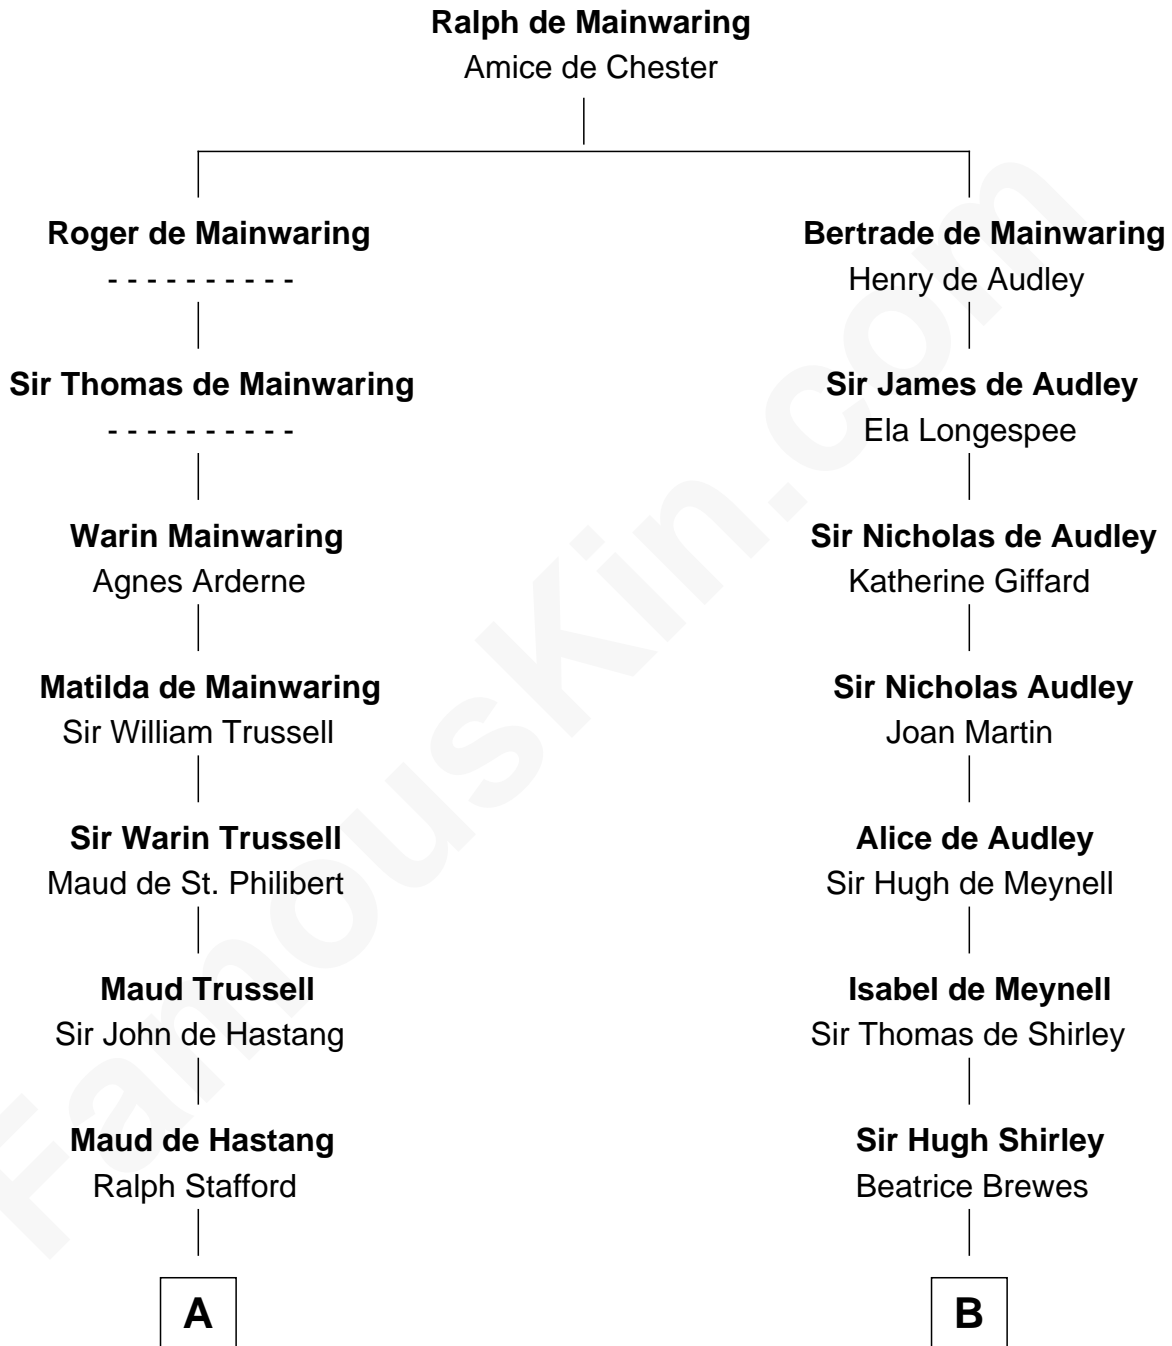 Ralph de Mainwaring
Amice de Chester
Roger de Mainwaring
- - - - - - - - - -
Sir Thomas de Mainwaring
- - - - - - - - - -
Warin Mainwaring
Agnes Arderne
Matilda de Mainwaring
Sir William Trussell
Sir Warin Trussell
Maud de St. Philibert
Maud Trussell
Sir John de Hastang
Maud de Hastang
Ralph Stafford
A
Bertrade de Mainwaring
Henry de Audley
Sir James de Audley
Ela Longespee
Sir Nicholas de Audley
Katherine Giffard
Sir Nicholas Audley
Joan Martin
Alice de Audley
Sir Hugh de Meynell
Isabel de Meynell
Sir Thomas de Shirley
Sir Hugh Shirley
Beatrice Brewes
B
FamousKin.com